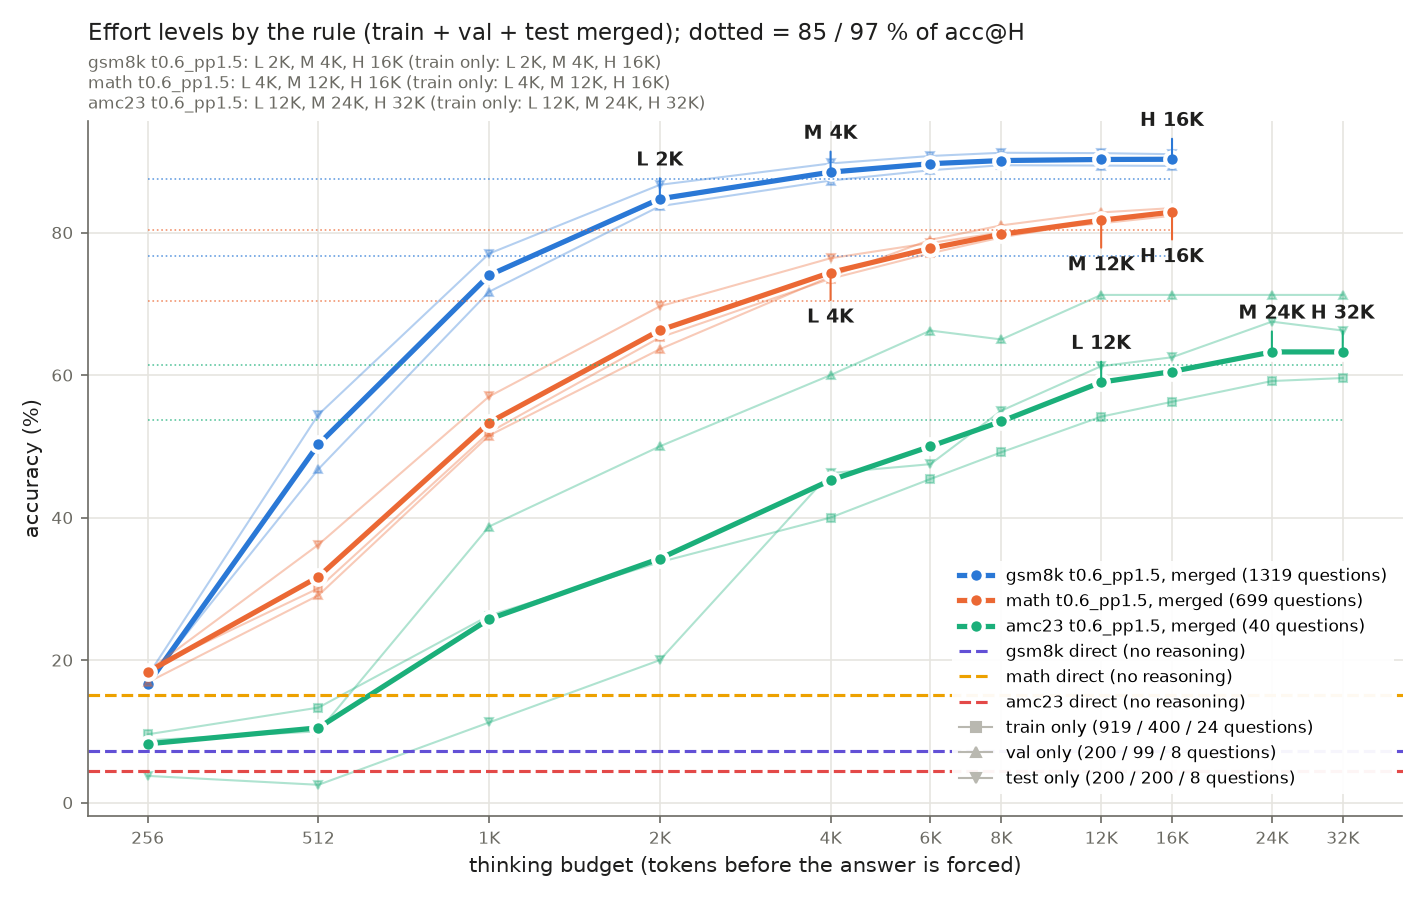 Effort levels by the rule (train + val + test merged); dotted = 85 / 97 % of acc@H
gsm8k t0.6_pp1.5: L 2K, M 4K, H 16K (train only: L 2K, M 4K, H 16K)
math t0.6_pp1.5: L 4K, M 12K, H 16K (train only: L 4K, M 12K, H 16K)
amc23 t0.6_pp1.5: L 12K, M 24K, H 32K (train only: L 12K, M 24K, H 32K)
H 16K
M 4K
L 2K
M 12K
H 16K
L 4K
M 24K
H 32K
L 12K
80
60
40
20
0
accuracy (%)
gsm8k t0.6_pp1.5, merged (1319 questions)
math t0.6_pp1.5, merged (699 questions)
amc23 t0.6_pp1.5, merged (40 questions)
gsm8k direct (no reasoning)
math direct (no reasoning)
amc23 direct (no reasoning)
train only (919 / 400 / 24 questions)
val only (200 / 99 / 8 questions)
test only (200 / 200 / 8 questions)
256
512
1K
2K
4K
6K
8K
12K
16K
24K
32K
thinking budget (tokens before the answer is forced)